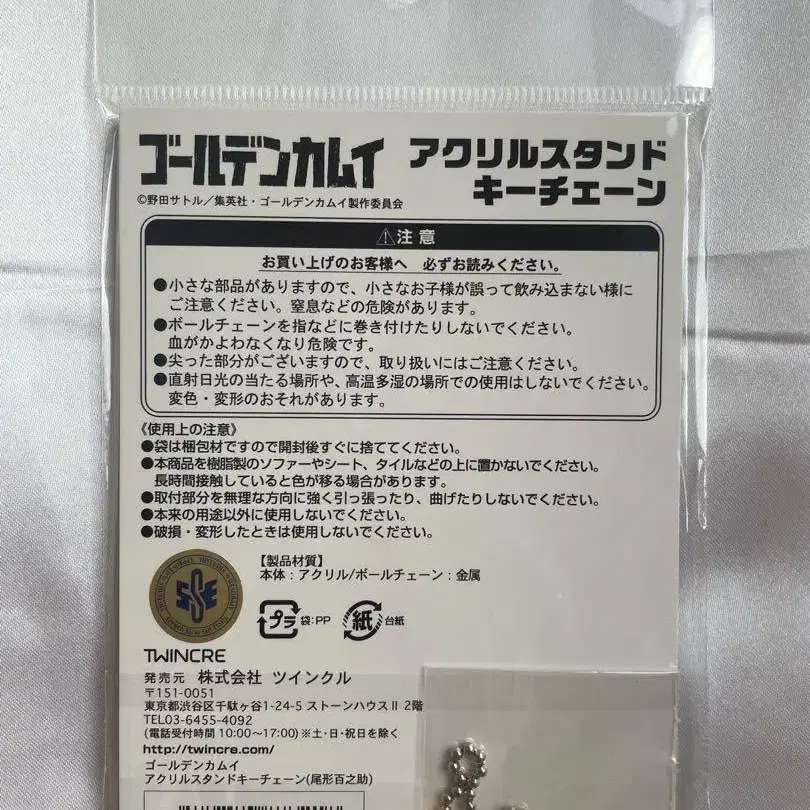 ゴールデンカムイ
アクリルスタンド
キーチェーン
©野田サトル／集英社・ゴールデンカムイ製作委員会
⚠注意
お買い上げのお客様へ　必ずお読みください。
●小さな部品がありますので、小さなお子様が誤って飲み込まない様に
ご注意ください。窒息などの危険があります。
●ボールチェーンを指などに巻き付けたりしないでください。
血がかよわなくなり危険です。
●尖った部分がございますので、取り扱いにはご注意ください。
●直射日光の当たる場所や、高温多湿の場所での使用はしないでください。
変色・変形のおそれがあります。
《使用上の注意》
●袋は梱包材ですので開封後すぐに捨ててください。
●本商品を樹脂製のソファーやシート、タイルなどの上に置かないでください。
長時間接触していると色が移る場合があります。
●取付部分を無理な方向に強く引っ張ったり、曲げたりしないでください。
●本来の用途以外に使用しないでください。
●破損・変形したときは使用しないでください。
【製品材質】
本体：アクリル/ボールチェーン：金属
プラ 袋:PP 紙 台紙
TWINCRE
発売元 株式会社 ツインクル
〒151-0051
東京都渋谷区千駄ヶ谷1-24-5 ストーンハウスⅡ 2階
TEL03-6455-4092
(電話受付時間 10:00〜17:00)※土・日・祝日を除く
http://twincre.com/
ゴールデンカムイ
アクリルスタンドキーチェーン(尾形百之助)